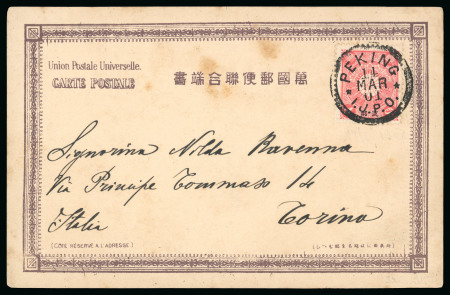 Union Postale Universelle.
CARTE POSTALE
書端合聯便郵國萬
PEKING
11
MAR
01
I.J.P.O.
Signorina Nilda Ravenna
Via Principe Tommaso 14
Italia
Torino
(CÔTÉ RÉSERVÉ A L'ADRESSE)